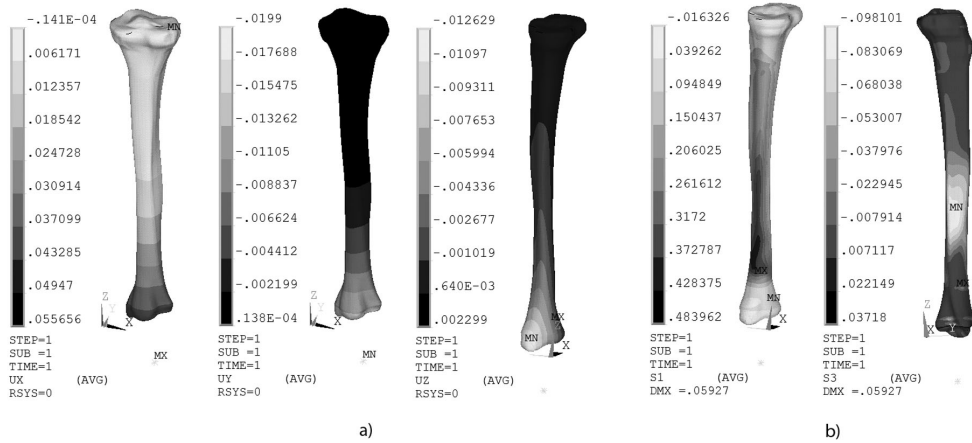 -.141E-04
.006171
.012357
.018542
.024728
.030914
.037099
.043285
.04947
.055656
MN
Z
Y
X
STEP=1
SUB =1
TIME=1
UX (AVG)
RSYS=0
MX
-.0199
-.017688
-.015475
-.013262
-.01105
-.008837
-.006624
-.004412
-.002199
.138E-04
Z
Y
X
STEP=1
SUB =1
TIME=1
UY (AVG)
RSYS=0
MN
-.012629
-.01097
-.009311
-.007653
-.005994
-.004336
-.002677
-.001019
.640E-03
.002299
MX
Z
MN
X
STEP=1
SUB =1
TIME=1
UZ (AVG)
RSYS=0
a)
-.016326
.039262
.094849
.150437
.206025
.261612
.3172
.372787
.428375
.483962
MX
MN
Z
X
STEP=1
SUB =1
TIME=1
S1 (AVG)
DMX =.05927
-.098101
-.083069
-.068038
-.053007
-.037976
-.022945
-.007914
.007117
.022149
.03718
MN
MX
Z
X
Y
STEP=1
SUB =1
TIME=1
S3 (AVG)
DMX =.05927
b)